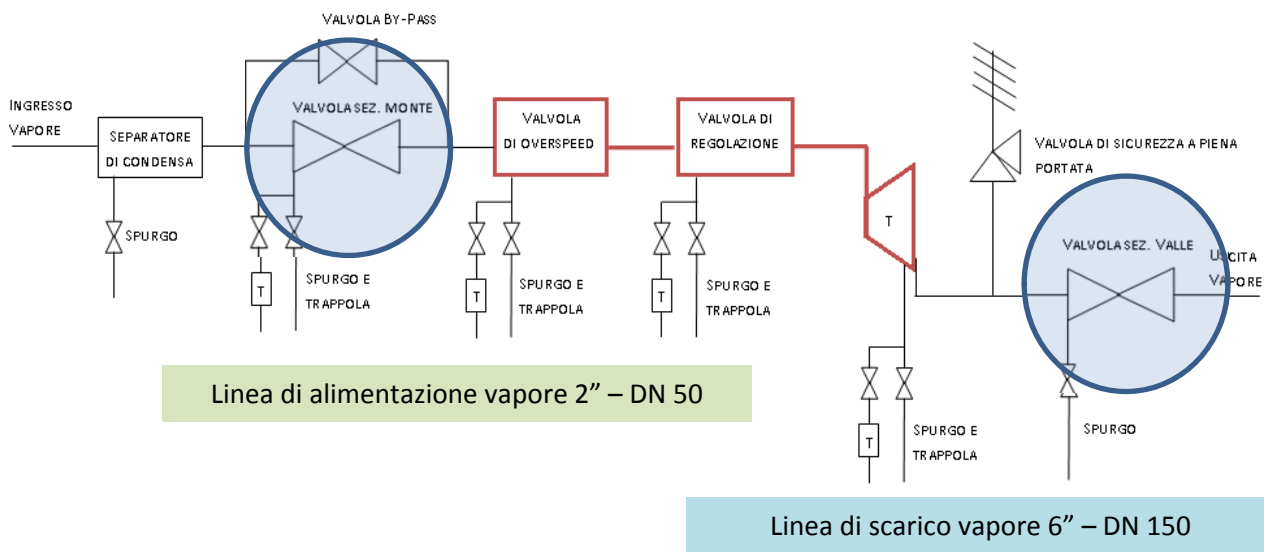 VALVOLA BY-PASS
INGRESSO
VAPORE
SEPARATORE
DI CONDENSA
VALVOLA SEZ. MONTE
VALVOLA
DI OVERSPEED
VALVOLA DI
REGOLAZIONE
VALVOLA DI SICUREZZA A PIENA
PORTATA
T
VALVOLA SEZ. VALLE
USCITA
VAPORE
SPURGO
T
SPURGO E
TRAPPOLA
T
SPURGO E
TRAPPOLA
T
SPURGO E
TRAPPOLA
Linea di alimentazione vapore 2” – DN 50
T
SPURGO E
TRAPPOLA
SPURGO
Linea di scarico vapore 6” – DN 150